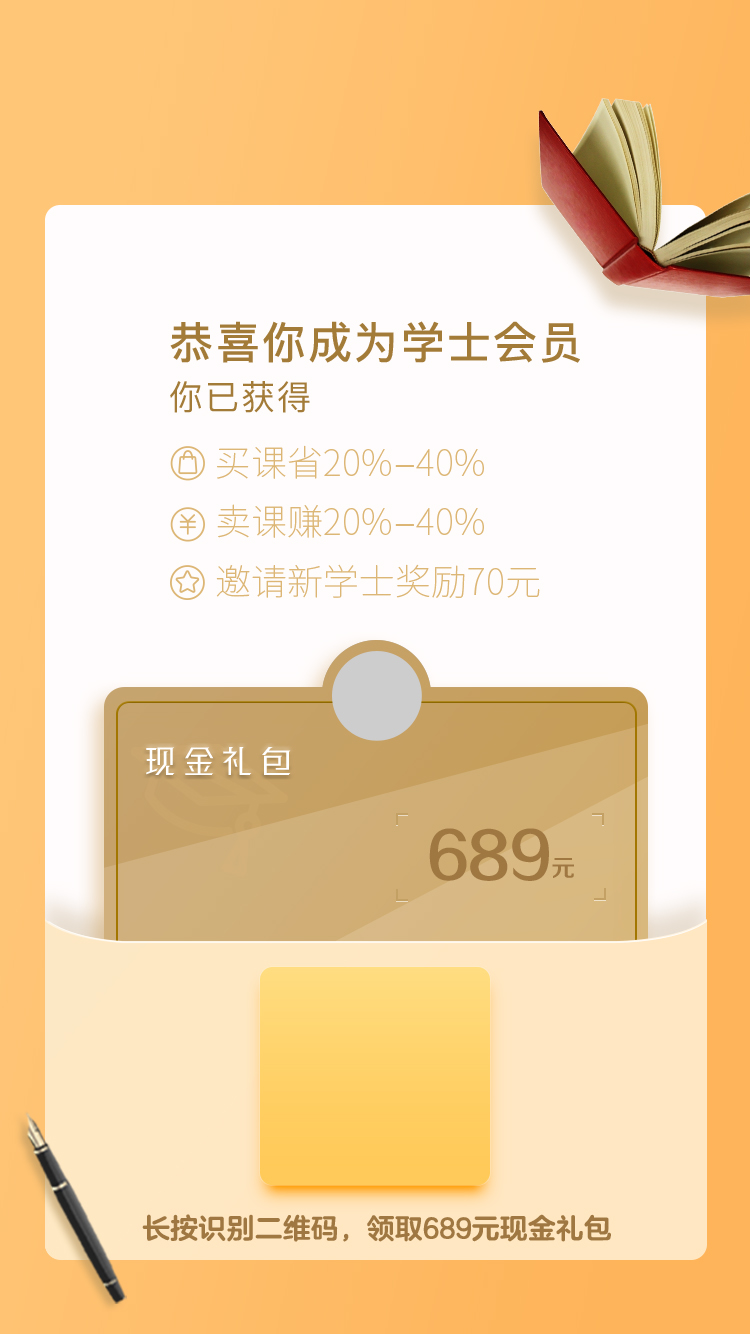 恭喜你成为学士会员
你已获得
买课省20%–40%
卖课赚20%–40%
邀请新学士奖励70元
现金礼包
689元
长按识别二维码，领取689元现金礼包